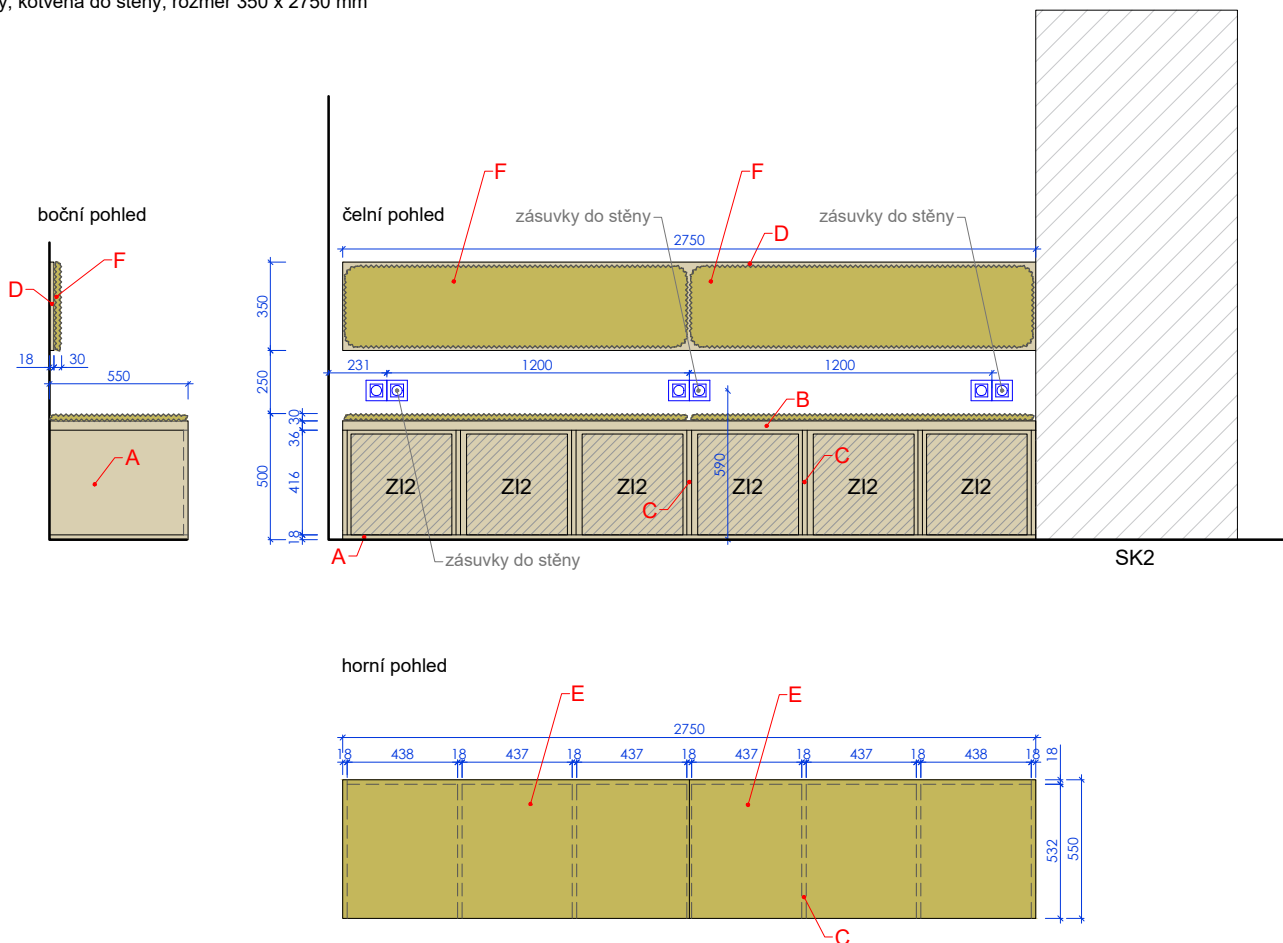 y, kotvená do stěny, rozměr 350 x 2750 mm
boční pohled
čelní pohled
zásuvky do stěny
zásuvky do stěny
F
F
2750
D
F
D
350
18
30
550
250
231
1200
1200
B
30
36
500
416
18
590
A
C
C
ZI2
ZI2
ZI2
ZI2
ZI2
ZI2
A
zásuvky do stěny
SK2
horní pohled
E
E
2750
18
438
18
437
18
437
18
437
18
437
18
438
18
18
532
550
C